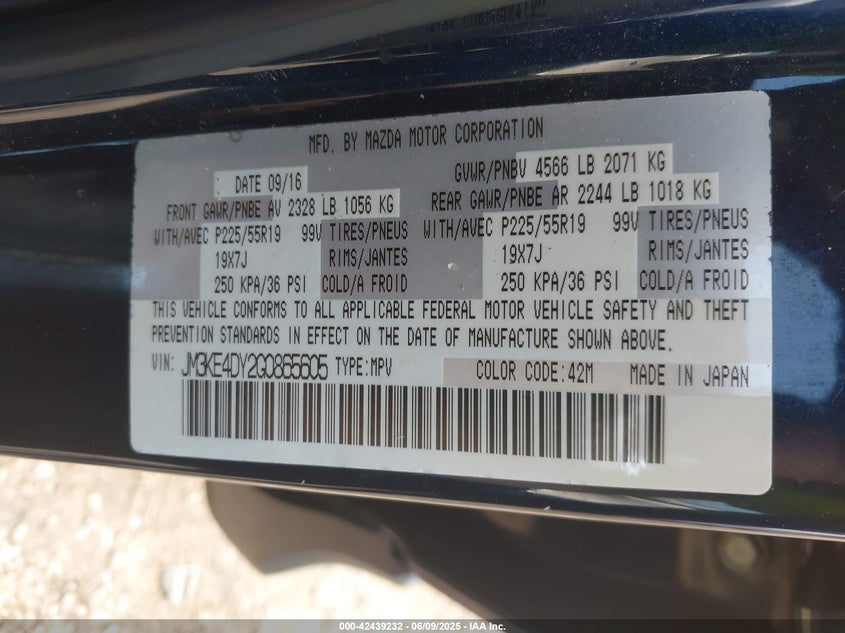 MFD. BY MAZDA MOTOR CORPORATION
DATE 09/16 GVWR/PNBV 4566 LB 2071 KG
FRONT GAWR/PNBE AV 2328 LB 1056 KG REAR GAWR/PNBE AR 2244 LB 1018 KG
WITH/AVEC P225/55R19 99V TIRES/PNEUS WITH/AVEC P225/55R19 99V TIRES/PNEUS
19X7J RIMS/JANTES 19X7J RIMS/JANTES
250 KPA/36 PSI COLD/A FROID 250 KPA/36 PSI COLD/A FROID
THIS VEHICLE CONFORMS TO ALL APPLICABLE FEDERAL MOTOR VEHICLE SAFETY AND THEFT
PREVENTION STANDARDS IN EFFECT ON THE DATE OF MANUFACTURE SHOWN ABOVE.
VIN: JM3KE4DY2G0865605 TYPE:MPV COLOR CODE:42M MADE IN JAPAN
000-42439232 - 06/09/2025 - IAA Inc.